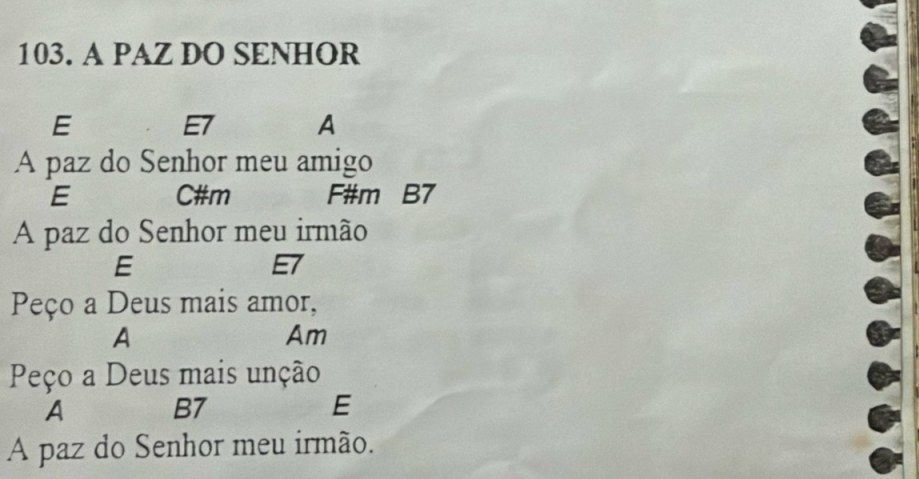 103. A PAZ DO SENHOR
E E7 A
A paz do Senhor meu amigo
E C#m F#m B7
A paz do Senhor meu irmão
E E7
Peço a Deus mais amor,
A Am
Peço a Deus mais unção
A B7 E
A paz do Senhor meu irmão.